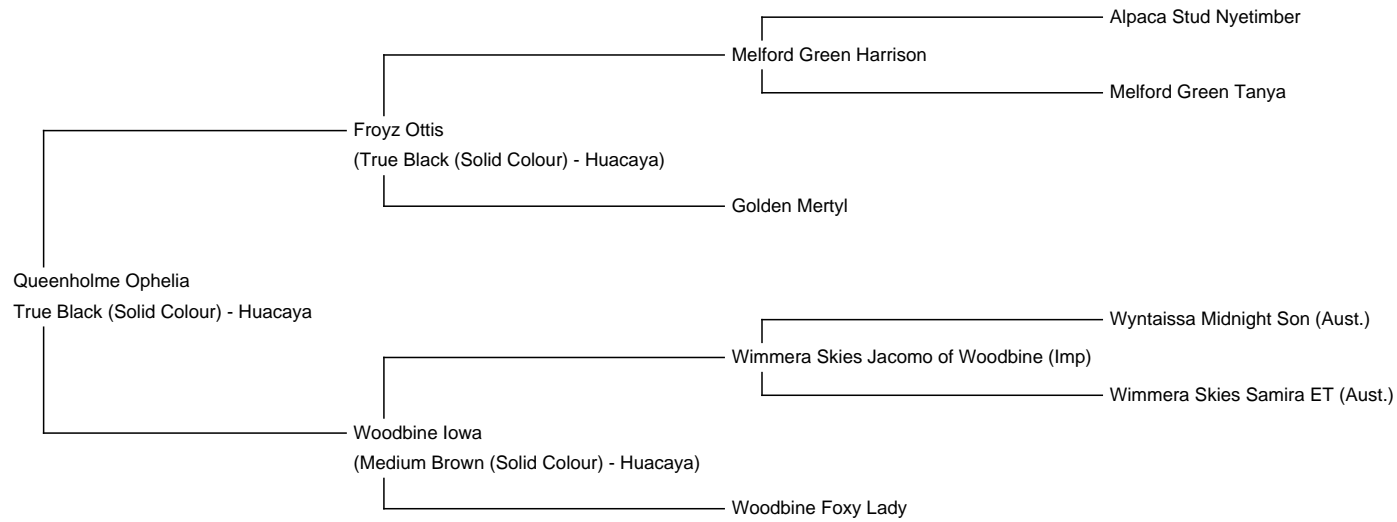 Alpaca Stud Nyetimber
Melford Green Harrison
Melford Green Tanya
Froyz Ottis
(True Black (Solid Colour) - Huacaya)
Golden Mertyl
Queenholme Ophelia
True Black (Solid Colour) - Huacaya
Wyntaissa Midnight Son (Aust.)
Wimmera Skies Jacomo of Woodbine (Imp)
Wimmera Skies Samira ET (Aust.)
Woodbine Iowa
(Medium Brown (Solid Colour) - Huacaya)
Woodbine Foxy Lady